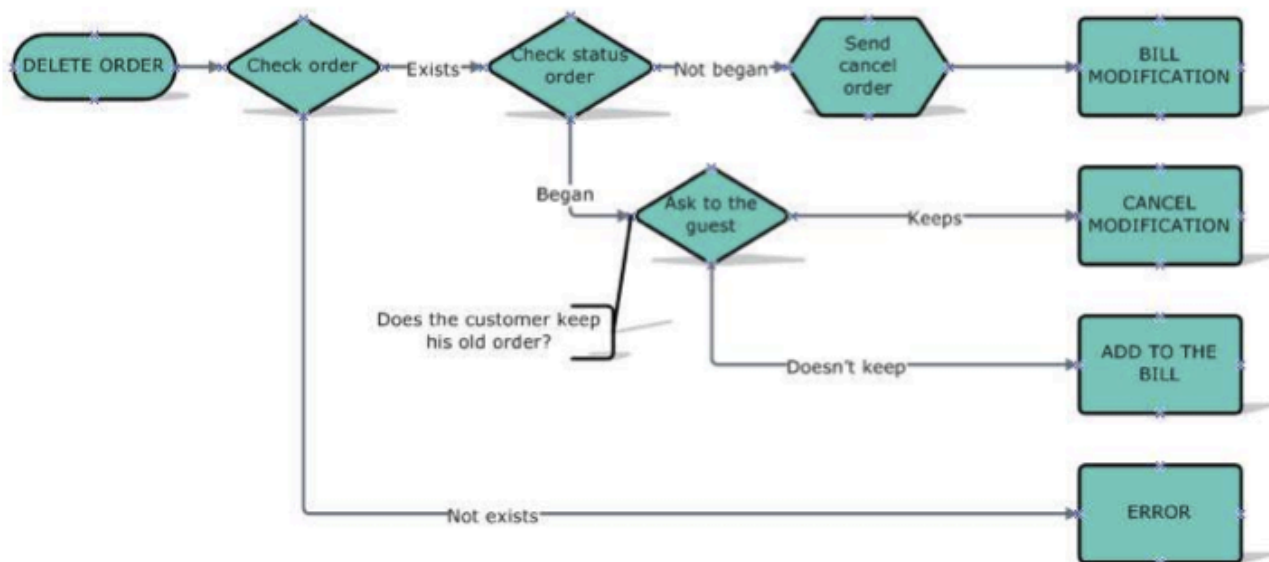 DELETE ORDER
Check order
Exists
Check status
order
Not began
Send
cancel
order
BILL
MODIFICATION
Began
Ask to the
guest
Keeps
CANCEL
MODIFICATION
Does the customer keep
his old order?
Doesn't keep
ADD TO THE
BILL
Not exists
ERROR